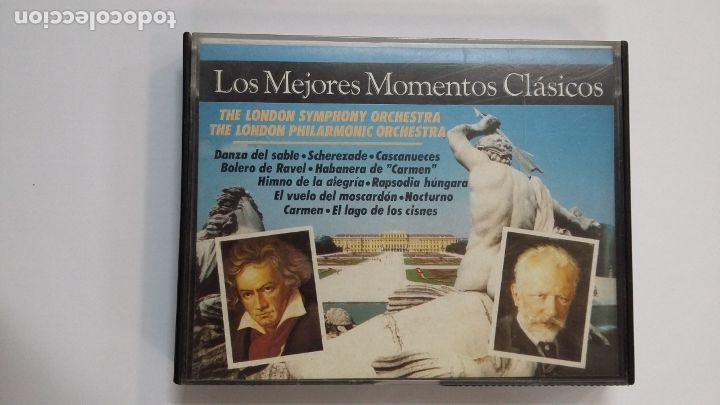 Los Mejores Momentos Clásicos
THE LONDON SYMPHONY ORCHESTRA
THE LONDON PHILARMONIC ORCHESTRA
Danza del sable • Scherezade • Cascanueces
Bolero de Ravel • Habanera de "Carmen"
Himno de la alegría • Rapsodia húngara
El vuelo del moscardón • Nocturno
Carmen • El lago de los cisnes
todocoleccion